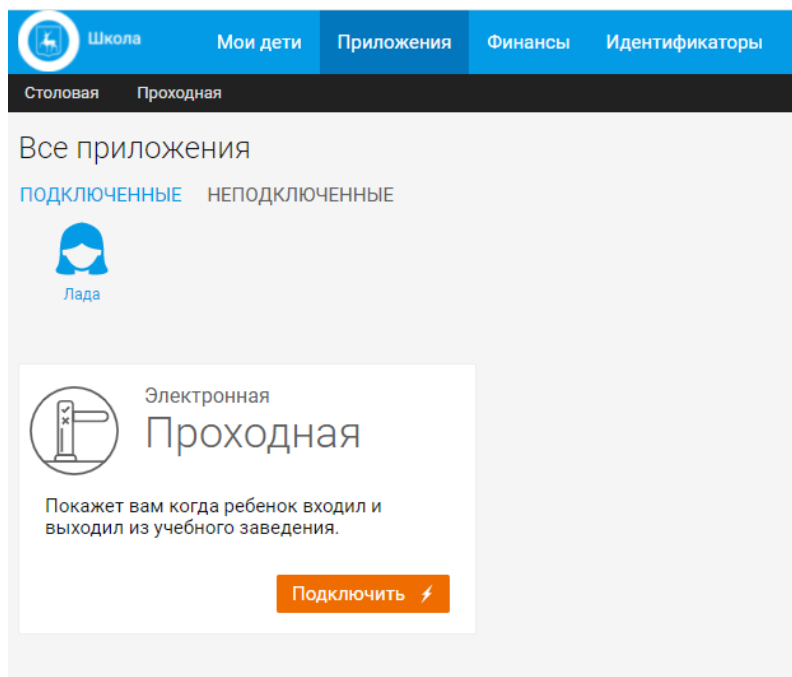 Школа
Мои дети Приложения Финансы Идентификаторы
Столовая Проходная
Все приложения
ПОДКЛЮЧЕННЫЕ НЕПОДКЛЮЧЕННЫЕ
Лада
Электронная
Проходная
Покажет вам когда ребенок входил и
выходил из учебного заведения.
Подключить